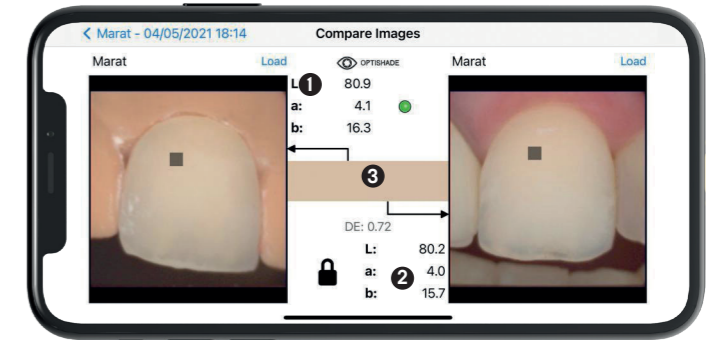 Marat - 04/05/2021 18:14
Compare Images
Marat
Load
OPTISHADE
Marat
Load
L 1 80.9
a: 4.1
b: 16.3
3
DE: 0.72
L: 80.2
a: 4.0
2
b: 15.7